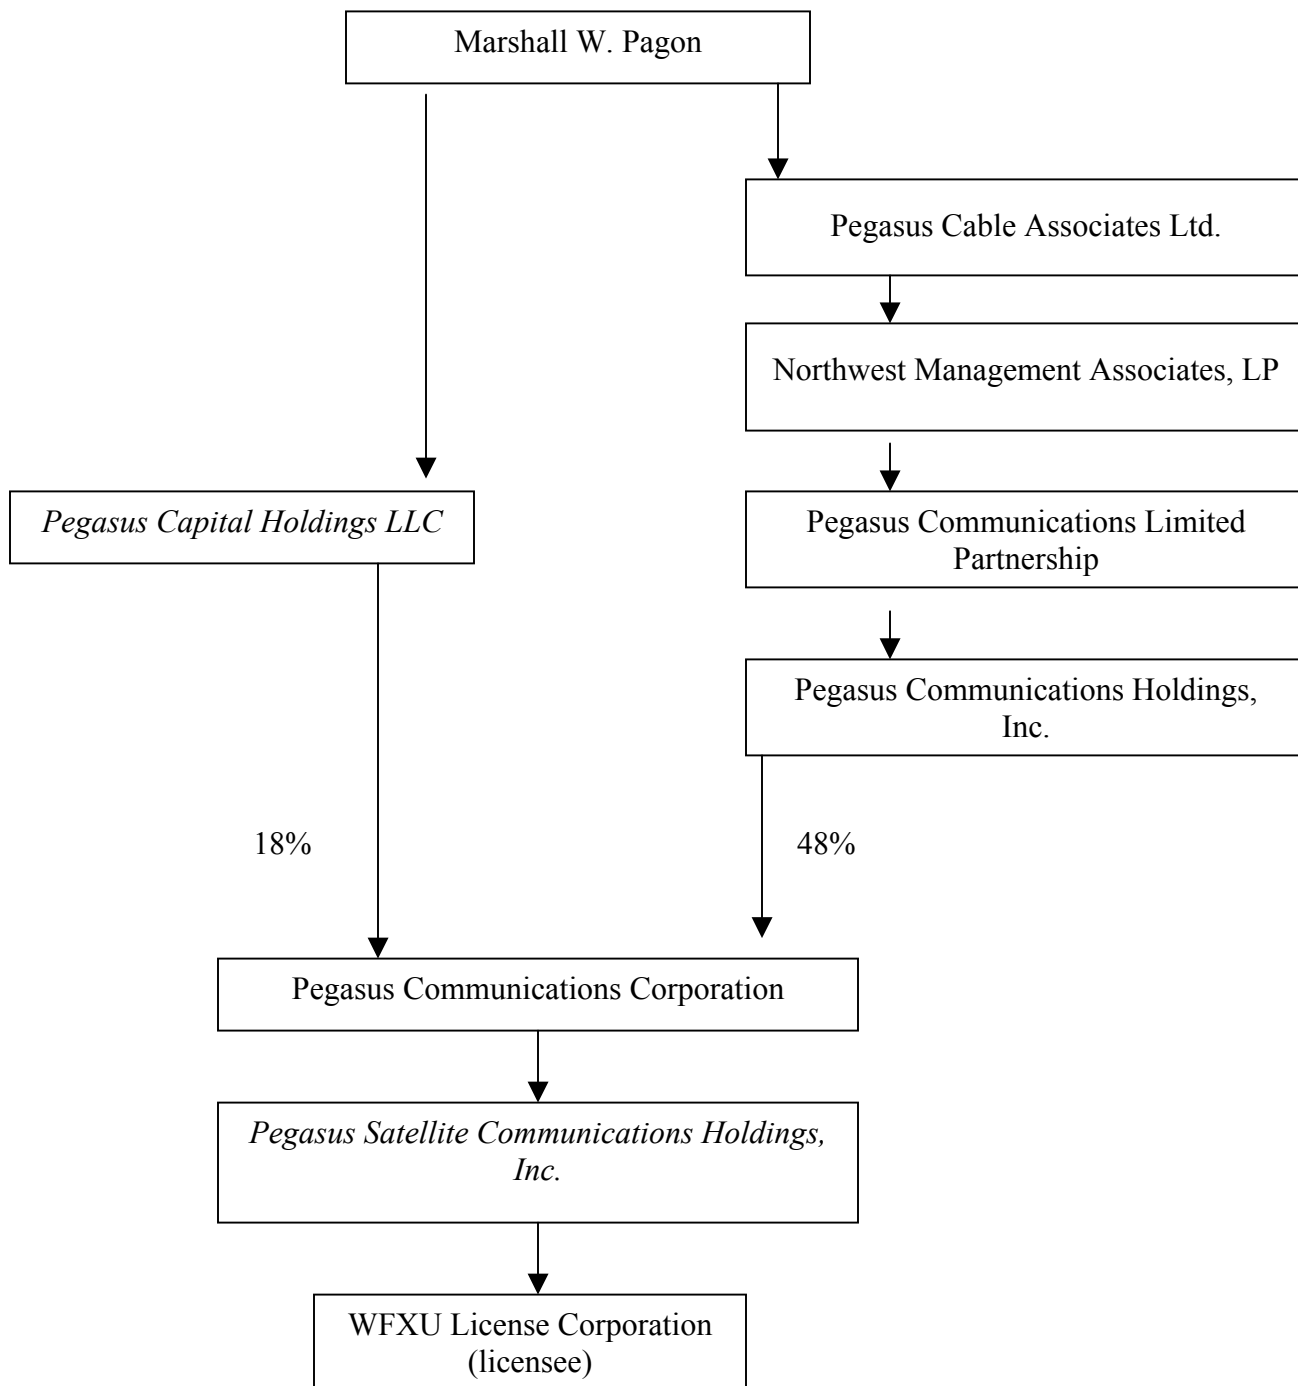 Marshall W. Pagon
Pegasus Cable Associates Ltd.
Northwest Management Associates, LP
Pegasus Capital Holdings LLC
Pegasus Communications Limited
Partnership
Pegasus Communications Holdings,
Inc.
18%
48%
Pegasus Communications Corporation
Pegasus Satellite Communications Holdings,
Inc.
WFXU License Corporation
(licensee)